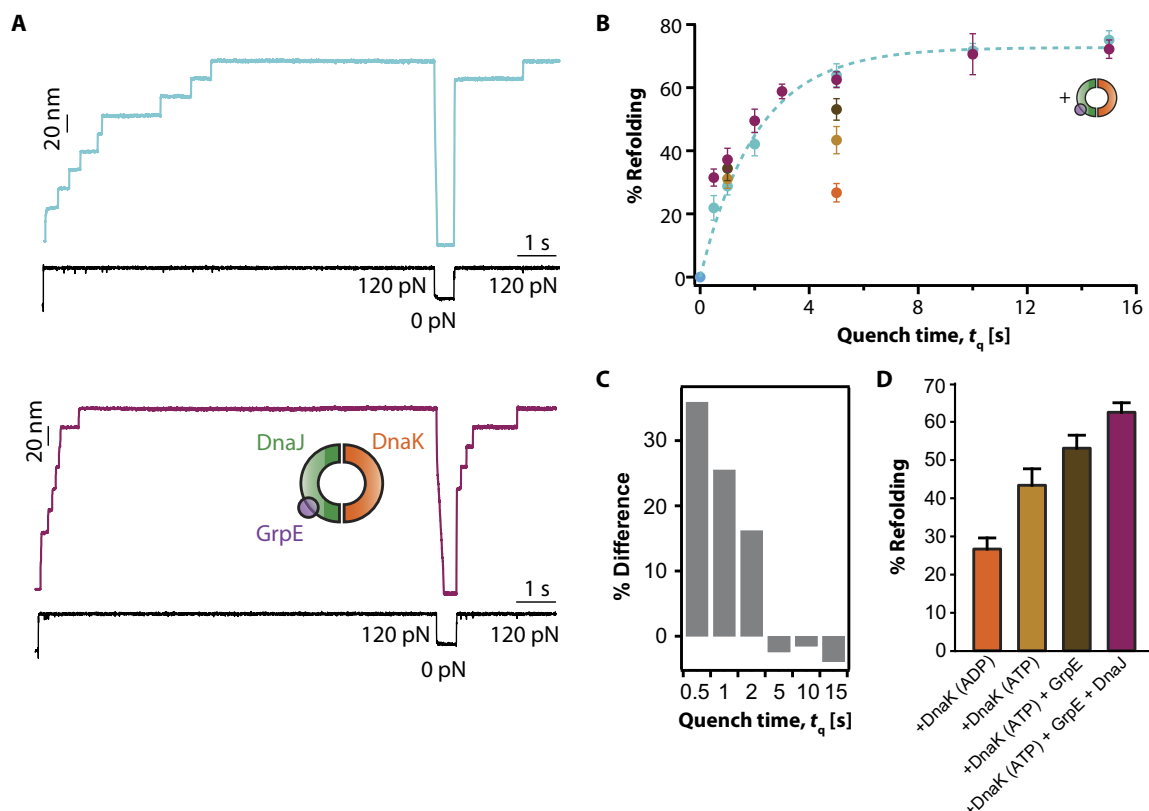 A
20 nm
1 s
120 pN
120 pN
0 pN
20 nm
DnaJ
DnaK
GrpE
1 s
120 pN
120 pN
0 pN
B
% Refolding
80
60
40
20
0
+
0
4
8
12
16
Quench time, tq [s]
C
% Difference
30
20
10
0
0.5
1
2
5
10
15
Quench time, tq [s]
D
% Refolding
70
60
50
40
30
20
10
0
+DnaK (ADP)
+DnaK (ATP)
+DnaK (ATP) + GrpE
+DnaK (ATP) + GrpE + DnaJ